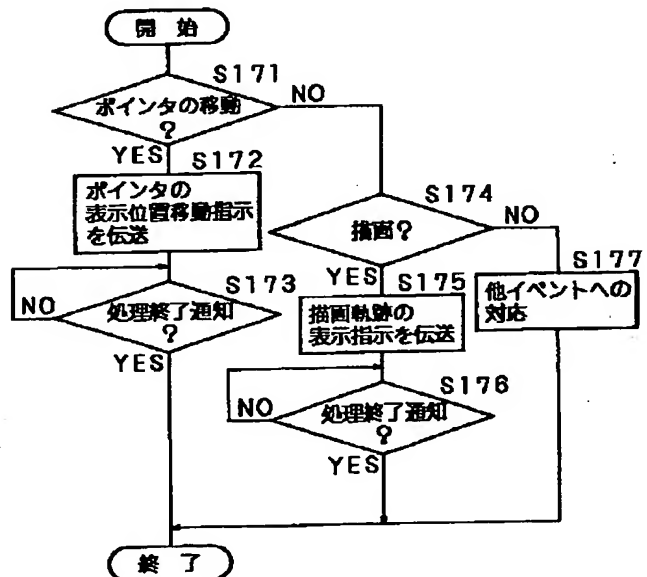 開 始
S171
ポインタの移動
?
NO
YES
S172
ポインタの
表示位置移動指示
を伝送
S173
処理終了通知
?
NO
YES
S174
描画?
NO
YES
S175
描画軌跡の
表示指示を伝送
S176
処理終了通知
?
NO
YES
S177
他イベントへの
対応
終 了